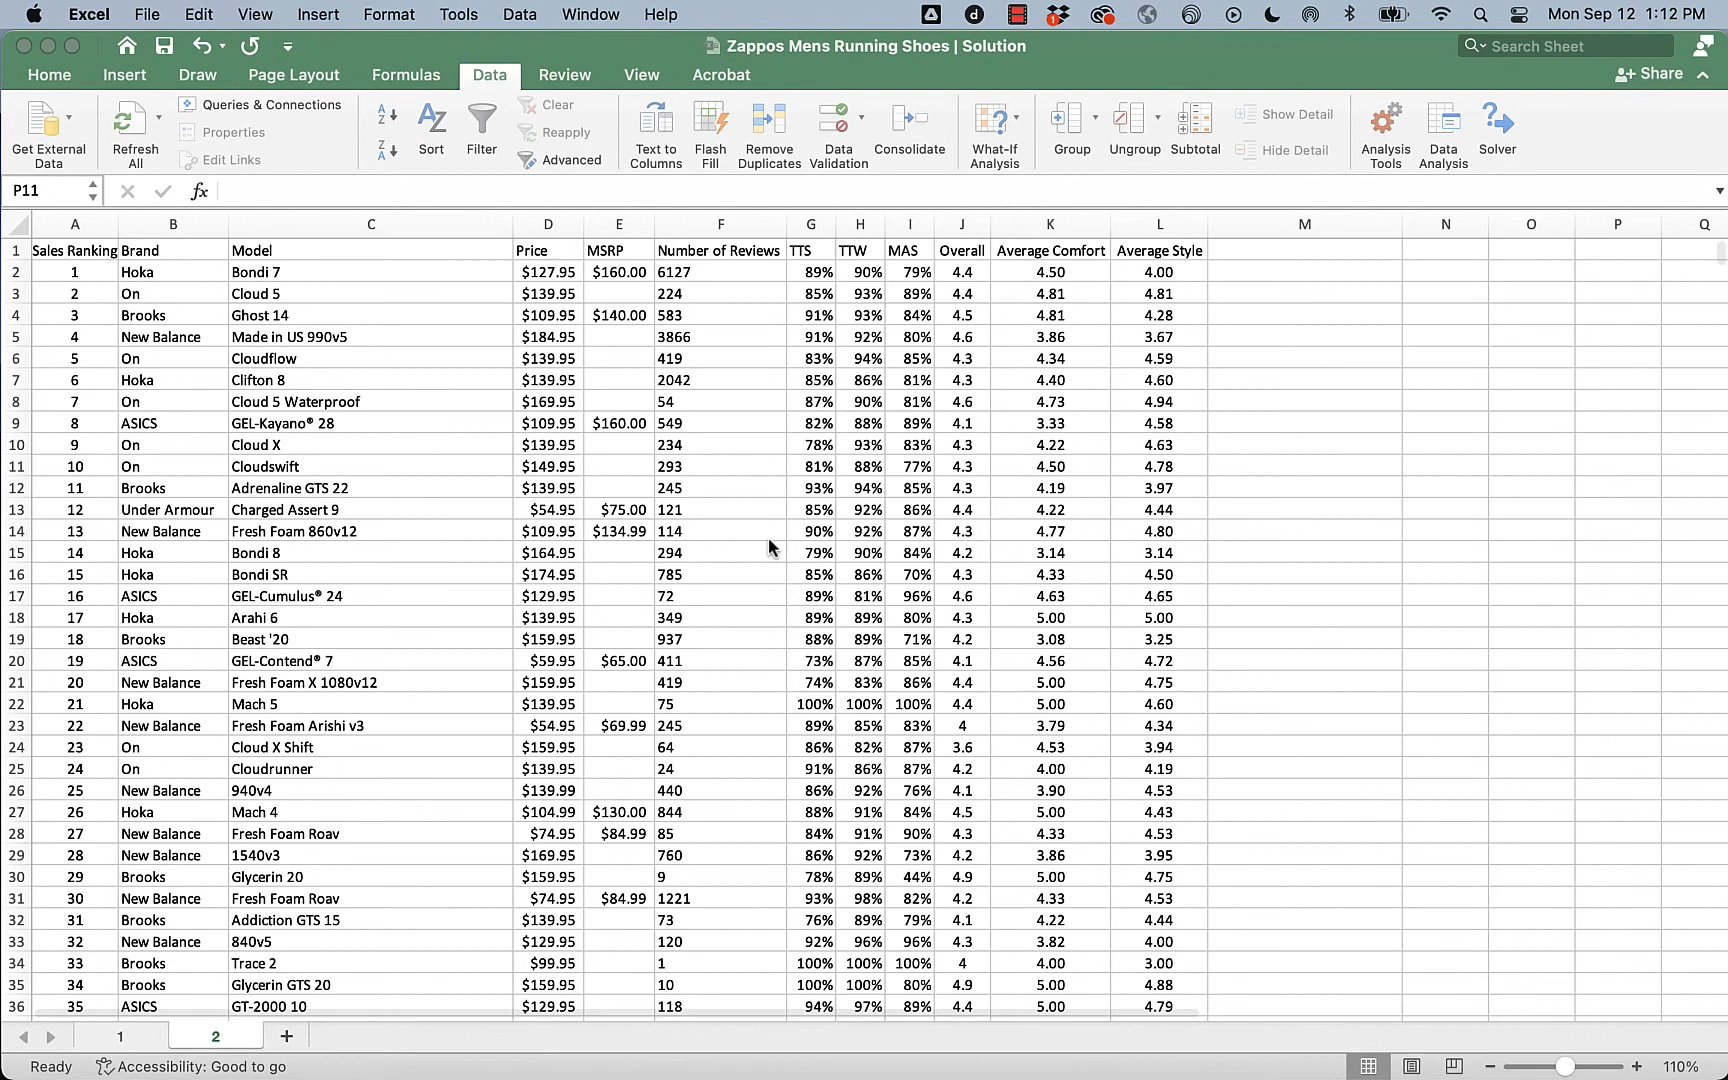 Excel File Edit View Insert Format Tools Data Window Help Mon Sep 12 1:12 PM
Zappos Mens Running Shoes | Solution Search Sheet
Home Insert Draw Page Layout Formulas Data Review View Acrobat Share
Get External Data Refresh All Queries & Connections Properties Edit Links Sort Filter Clear Reapply Advanced Text to Columns Flash Fill Remove Duplicates Data Validation Consolidate What-If Analysis Group Ungroup Subtotal Show Detail Hide Detail Analysis Tools Data Analysis Solver
P11 fx
A B C D E F G H I J K L M N O P Q
1 Sales Ranking Brand Model Price MSRP Number of Reviews TTS TTW MAS Overall Average Comfort Average Style
2 1 Hoka Bondi 7 $127.95 $160.00 6127 89% 90% 79% 4.4 4.50 4.00
3 2 On Cloud 5 $139.95 224 85% 93% 89% 4.4 4.81 4.81
4 3 Brooks Ghost 14 $109.95 $140.00 583 91% 93% 84% 4.5 4.81 4.28
5 4 New Balance Made in US 990v5 $184.95 3866 91% 92% 80% 4.6 3.86 3.67
6 5 On Cloudflow $139.95 419 83% 94% 85% 4.3 4.34 4.59
7 6 Hoka Clifton 8 $139.95 2042 85% 86% 81% 4.3 4.40 4.60
8 7 On Cloud 5 Waterproof $169.95 54 87% 90% 81% 4.6 4.73 4.94
9 8 ASICS GEL-Kayano® 28 $109.95 $160.00 549 82% 88% 89% 4.1 3.33 4.58
10 9 On Cloud X $139.95 234 78% 93% 83% 4.3 4.22 4.63
11 10 On Cloudswift $149.95 293 81% 88% 77% 4.3 4.50 4.78
12 11 Brooks Adrenaline GTS 22 $139.95 245 93% 94% 85% 4.3 4.19 3.97
13 12 Under Armour Charged Assert 9 $54.95 $75.00 121 85% 92% 86% 4.4 4.22 4.44
14 13 New Balance Fresh Foam 860v12 $109.95 $134.99 114 90% 92% 87% 4.3 4.77 4.80
15 14 Hoka Bondi 8 $164.95 294 79% 90% 84% 4.2 3.14 3.14
16 15 Hoka Bondi SR $174.95 785 85% 86% 70% 4.3 4.33 4.50
17 16 ASICS GEL-Cumulus® 24 $129.95 72 89% 81% 96% 4.6 4.63 4.65
18 17 Hoka Arahi 6 $139.95 349 89% 89% 80% 4.3 5.00 5.00
19 18 Brooks Beast '20 $159.95 937 88% 89% 71% 4.2 3.08 3.25
20 19 ASICS GEL-Contend® 7 $59.95 $65.00 411 73% 87% 85% 4.1 4.56 4.72
21 20 New Balance Fresh Foam X 1080v12 $159.95 419 74% 83% 86% 4.4 5.00 4.75
22 21 Hoka Mach 5 $139.95 75 100% 100% 100% 4.4 5.00 4.60
23 22 New Balance Fresh Foam Arishi v3 $54.95 $69.99 245 89% 85% 83% 4 3.79 4.34
24 23 On Cloud X Shift $159.95 64 86% 82% 87% 3.6 4.53 3.94
25 24 On Cloudrunner $139.95 24 91% 86% 87% 4.2 4.00 4.19
26 25 New Balance 940v4 $139.99 440 86% 92% 76% 4.1 3.90 4.53
27 26 Hoka Mach 4 $104.99 $130.00 844 88% 91% 84% 4.5 5.00 4.43
28 27 New Balance Fresh Foam Roav $74.95 $84.99 85 84% 91% 90% 4.3 4.33 4.53
29 28 New Balance 1540v3 $169.95 760 86% 92% 73% 4.2 3.86 3.95
30 29 Brooks Glycerin 20 $159.95 9 78% 89% 44% 4.9 5.00 4.75
31 30 New Balance Fresh Foam Roav $74.95 $84.99 1221 93% 98% 82% 4.2 4.33 4.53
32 31 Brooks Addiction GTS 15 $139.95 73 76% 89% 79% 4.1 4.22 4.44
33 32 New Balance 840v5 $129.95 120 92% 96% 96% 4.3 3.82 4.00
34 33 Brooks Trace 2 $99.95 1 100% 100% 100% 4 4.00 3.00
35 34 Brooks Glycerin GTS 20 $159.95 10 100% 100% 80% 4.9 5.00 4.88
36 35 ASICS GT-2000 10 $129.95 118 94% 97% 89% 4.4 5.00 4.79
1 2 +
Ready Accessibility: Good to go 110%